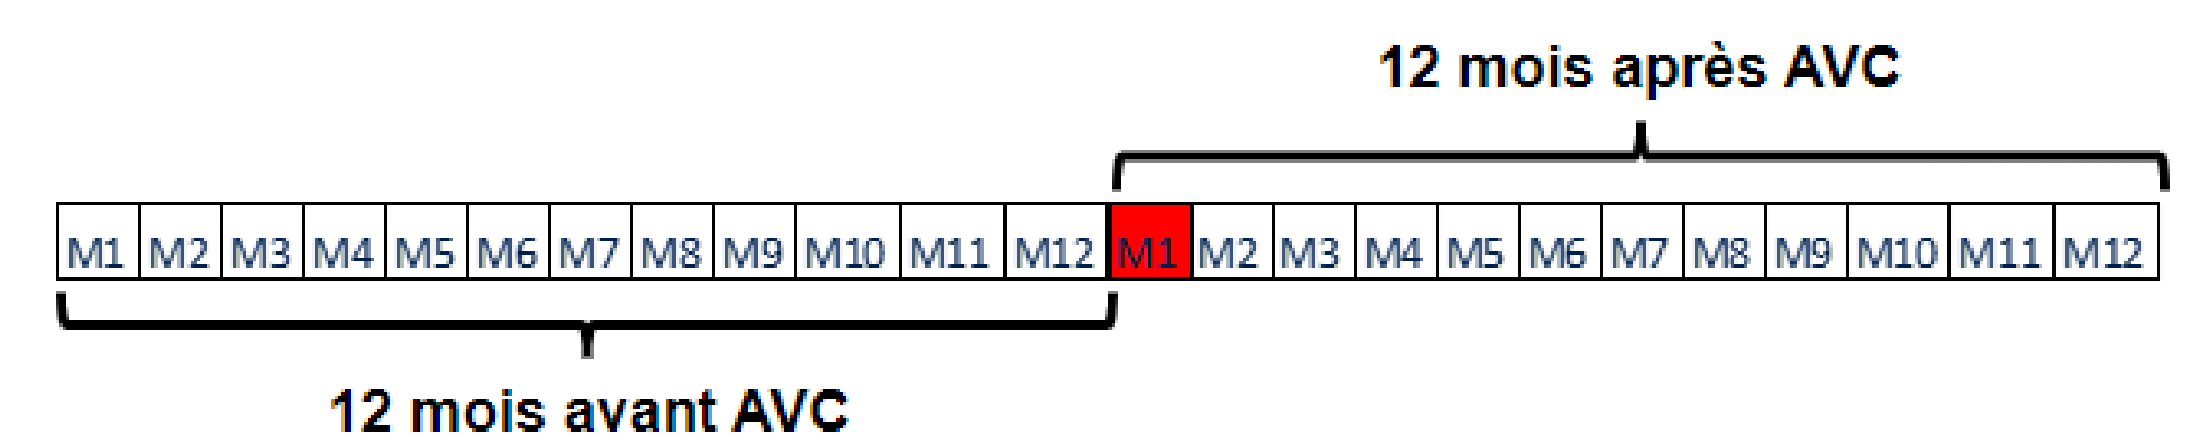 12 mois après AVC
M1 M2 M3 M4 M5 M6 M7 M8 M9 M10 M11 M12 M1 M2 M3 M4 M5 M6 M7 M8 M9 M10 M11 M12
12 mois avant AVC